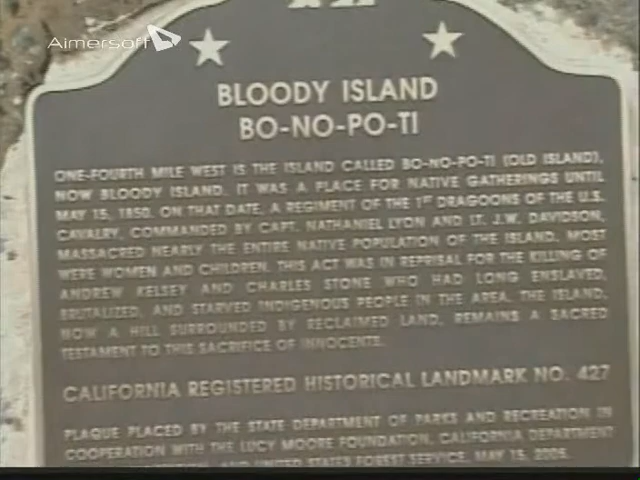 Aimersoft
BLOODY ISLAND
BO-NO-PO-TI
ONE-FOURTH MILE WEST IS THE ISLAND CALLED BO-NO-PO-TI (OLD ISLAND),
NOW BLOODY ISLAND. IT WAS A PLACE FOR NATIVE GATHERINGS UNTIL
MAY 15, 1850. ON THAT DATE, A REGIMENT OF THE 1ST DRAGOONS OF THE U.S.
CAVALRY, COMMANDED BY CAPT. NATHANIEL LYON AND LT. J.W. DAVIDSON,
MASSACRED NEARLY THE ENTIRE NATIVE POPULATION OF THE ISLAND. MOST
WERE WOMEN AND CHILDREN. THIS ACT WAS IN REPRISAL FOR THE KILLING OF
ANDREW KELSEY AND CHARLES STONE WHO HAD LONG ENSLAVED,
BRUTALIZED, AND STARVED INDIGENOUS PEOPLE IN THE AREA. THE ISLAND,
NOW A HILL SURROUNDED BY RECLAIMED LAND, REMAINS A SACRED
TESTAMENT TO THIS SACRIFICE OF INNOCENTS.
CALIFORNIA REGISTERED HISTORICAL LANDMARK NO. 427
PLAQUE PLACED BY THE STATE DEPARTMENT OF PARKS AND RECREATION IN
COOPERATION WITH THE LUCY MOORE FOUNDATION, CALIFORNIA DEPARTMENT
AND UNITED STATES FOREST SERVICE, MAY 15, 2005.